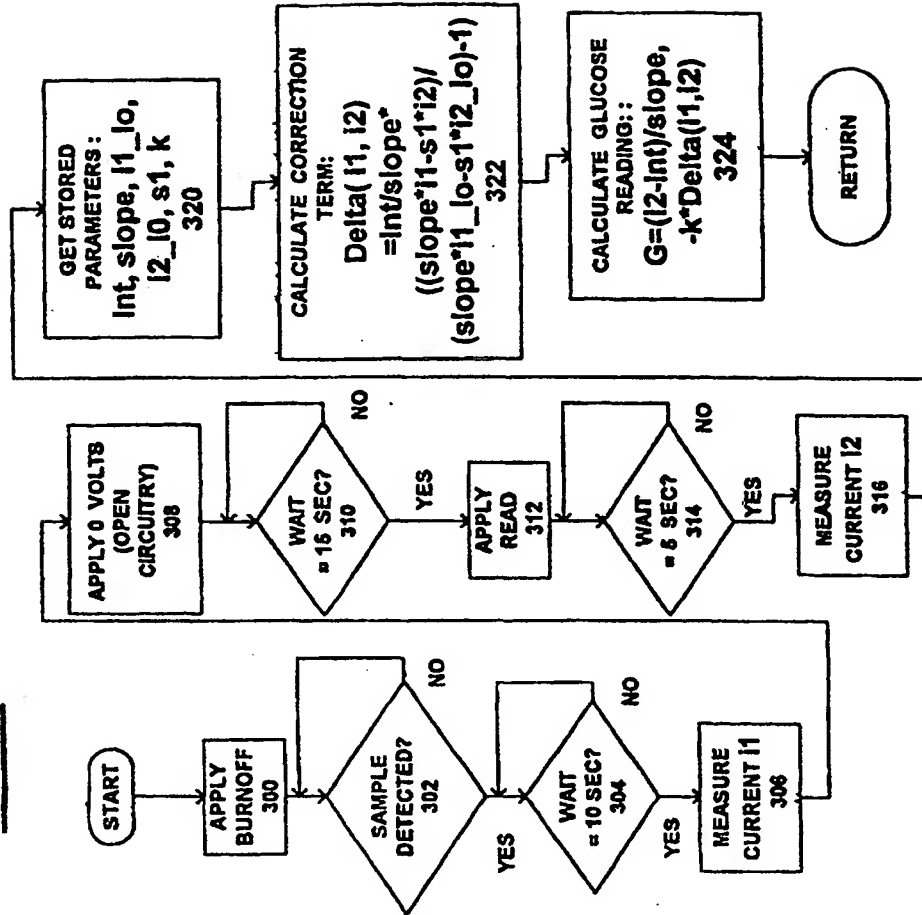 START
APPLY
BURNOFF
300
SAMPLE
DETECTED?
302
NO
YES
WAIT
= 10 SEC?
304
NO
YES
MEASURE
CURRENT I1
306
APPLY 0 VOLTS
(OPEN
CIRCUITRY)
308
WAIT
= 15 SEC?
310
NO
YES
APPLY
READ
312
WAIT
= 5 SEC?
314
NO
YES
MEASURE
CURRENT I2
316
GET STORED
PARAMETERS :
Int, slope, I1_lo,
I2_l0, s1, k
320
CALCULATE CORRECTION
TERM:
Delta( I1, I2)
=Int/slope*
((slope*I1-s1*I2)/
(slope*I1_lo-s1*I2_lo)-1)
322
CALCULATE GLUCOSE
READING::
G=(I2-Int)/slope,
-k*Delta(I1,I2)
324
RETURN